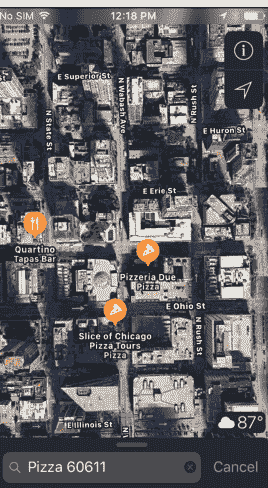 No SIM 12:18 PM
E Superior St
N State St
N Wabash Ave
N Rush St
E Huron St
E Erie St
Quartino
Tapas Bar
Pizzeria Due
Pizza
E Ohio St
Slice of Chicago
Pizza Tours
Pizza
N Rush St
E Illinois St
87°
Pizza 60611
Cancel